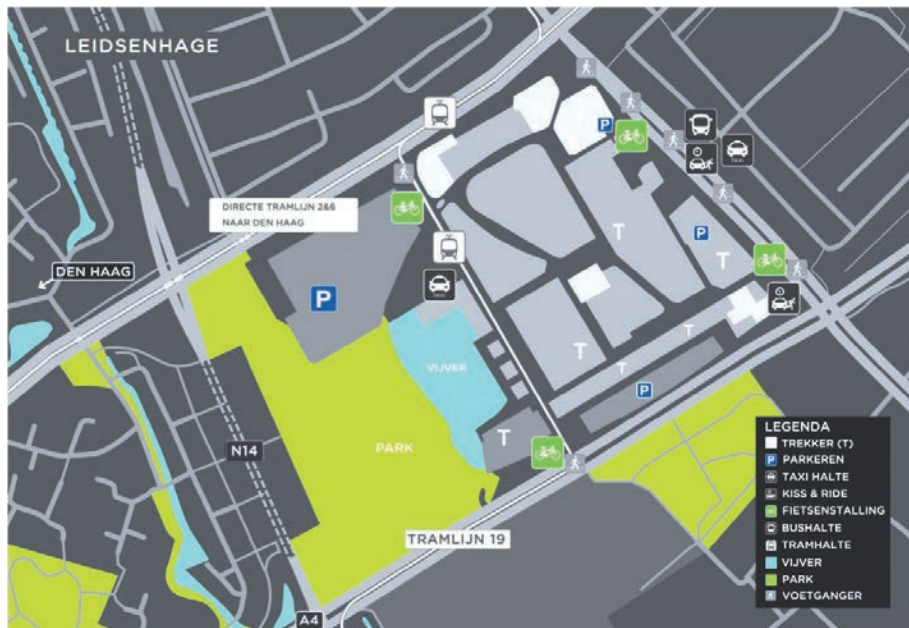 LEIDSENHAGE
P
TAXI
DIRECTE TRAMLIJN 2&6
NAAR DEN HAAG
T
P
T
DEN HAAG
TAXI
P
T
T
T
VIJVER
P
T
PARK
N14
TRAMLIJN 19
A4
LEGENDA
TREKKER (T)
P PARKEREN
TAXI HALTE
KISS & RIDE
FIETSENSTALLING
BUSHALTE
TRAMHALTE
VIJVER
PARK
VOETGANGER